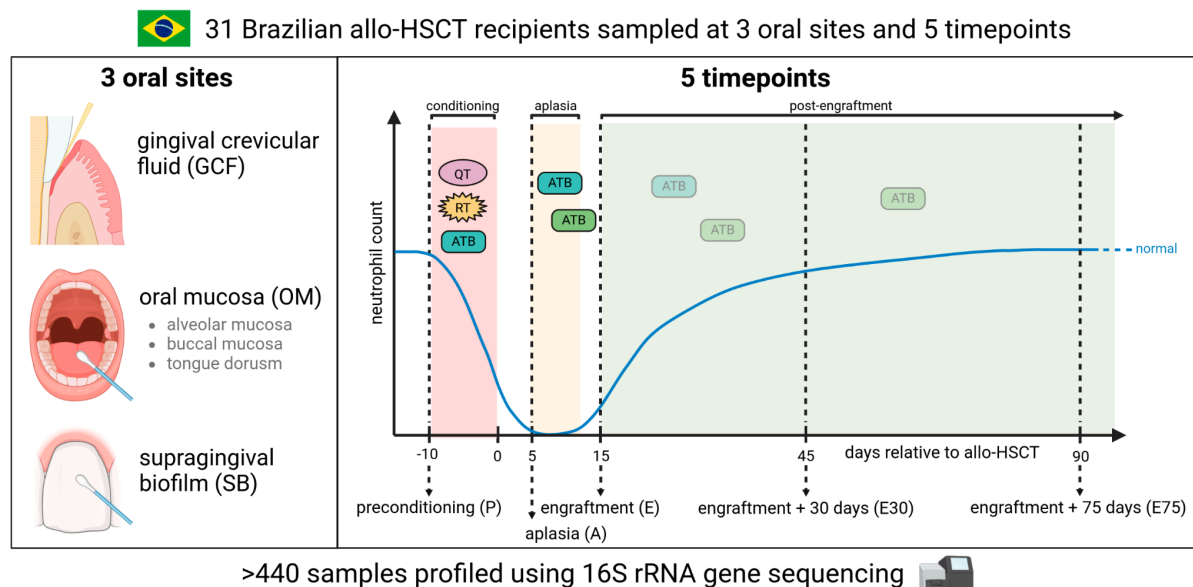 31 Brazilian allo-HSCT recipients sampled at 3 oral sites and 5 timepoints
3 oral sites
gingival crevicular
fluid (GCF)
oral mucosa (OM)
• alveolar mucosa
• buccal mucosa
• tongue dorusm
supragingival
biofilm (SB)
5 timepoints
conditioning
aplasia
post-engraftment
neutrophil count
QT
RT
ATB
ATB
ATB
ATB
ATB
ATB
normal
-10
0
5
15
45
days relative to allo-HSCT
90
preconditioning (P)
aplasia (A)
engraftment (E)
engraftment + 30 days (E30)
engraftment + 75 days (E75)
>440 samples profiled using 16S rRNA gene sequencing